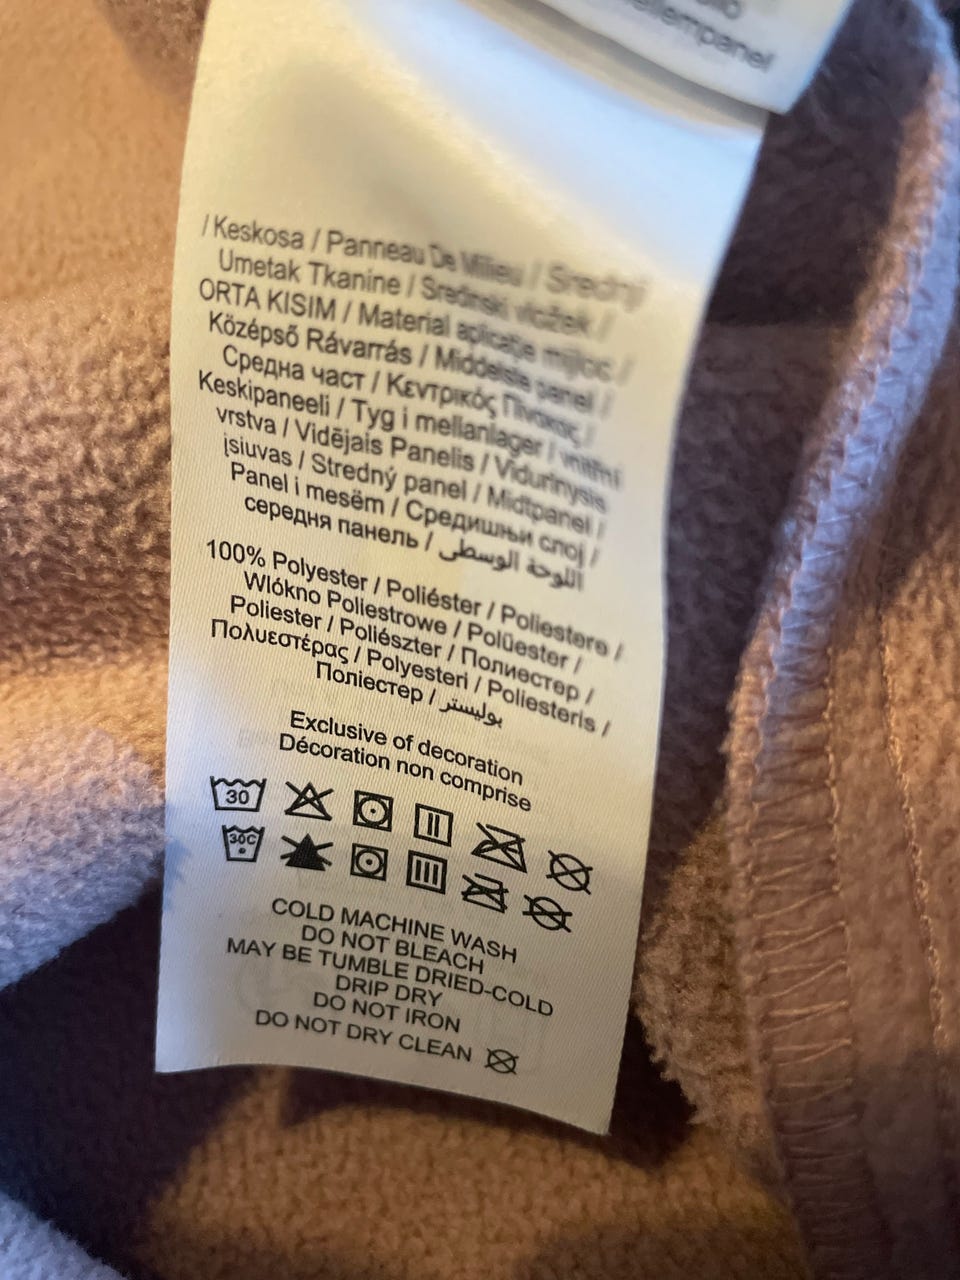 ellempanel
/ Keskosa / Panneau De Milieu / Srednji
Umetak Tkanine / Sredinski vložek /
ORTA KISIM / Material aplicație mijloc /
Középső Rávarrás / Middelste panel /
Средна част / Κεντρικός Πίνακας /
Keskipaneeli / Tyg i mellanlager / vnitřní
vrstva / Vidējais Panelis / Vidurinysis
įsiuvas / Stredný panel / Midtpanel /
Panel i mesëm / Средишњи слој /
середня панель / اللوحة الوسطى
100% Polyester / Poliéster / Poliestere /
Wlókno Poliestrowe / Polüester /
Poliester / Poliészter / Полиестер /
Πολυεστέρας / Polyesteri / Poliesteris /
Поліестер / بوليستر
Exclusive of decoration
Décoration non comprise
30
30C
COLD MACHINE WASH
DO NOT BLEACH
MAY BE TUMBLE DRIED-COLD
DRIP DRY
DO NOT IRON
DO NOT DRY CLEAN